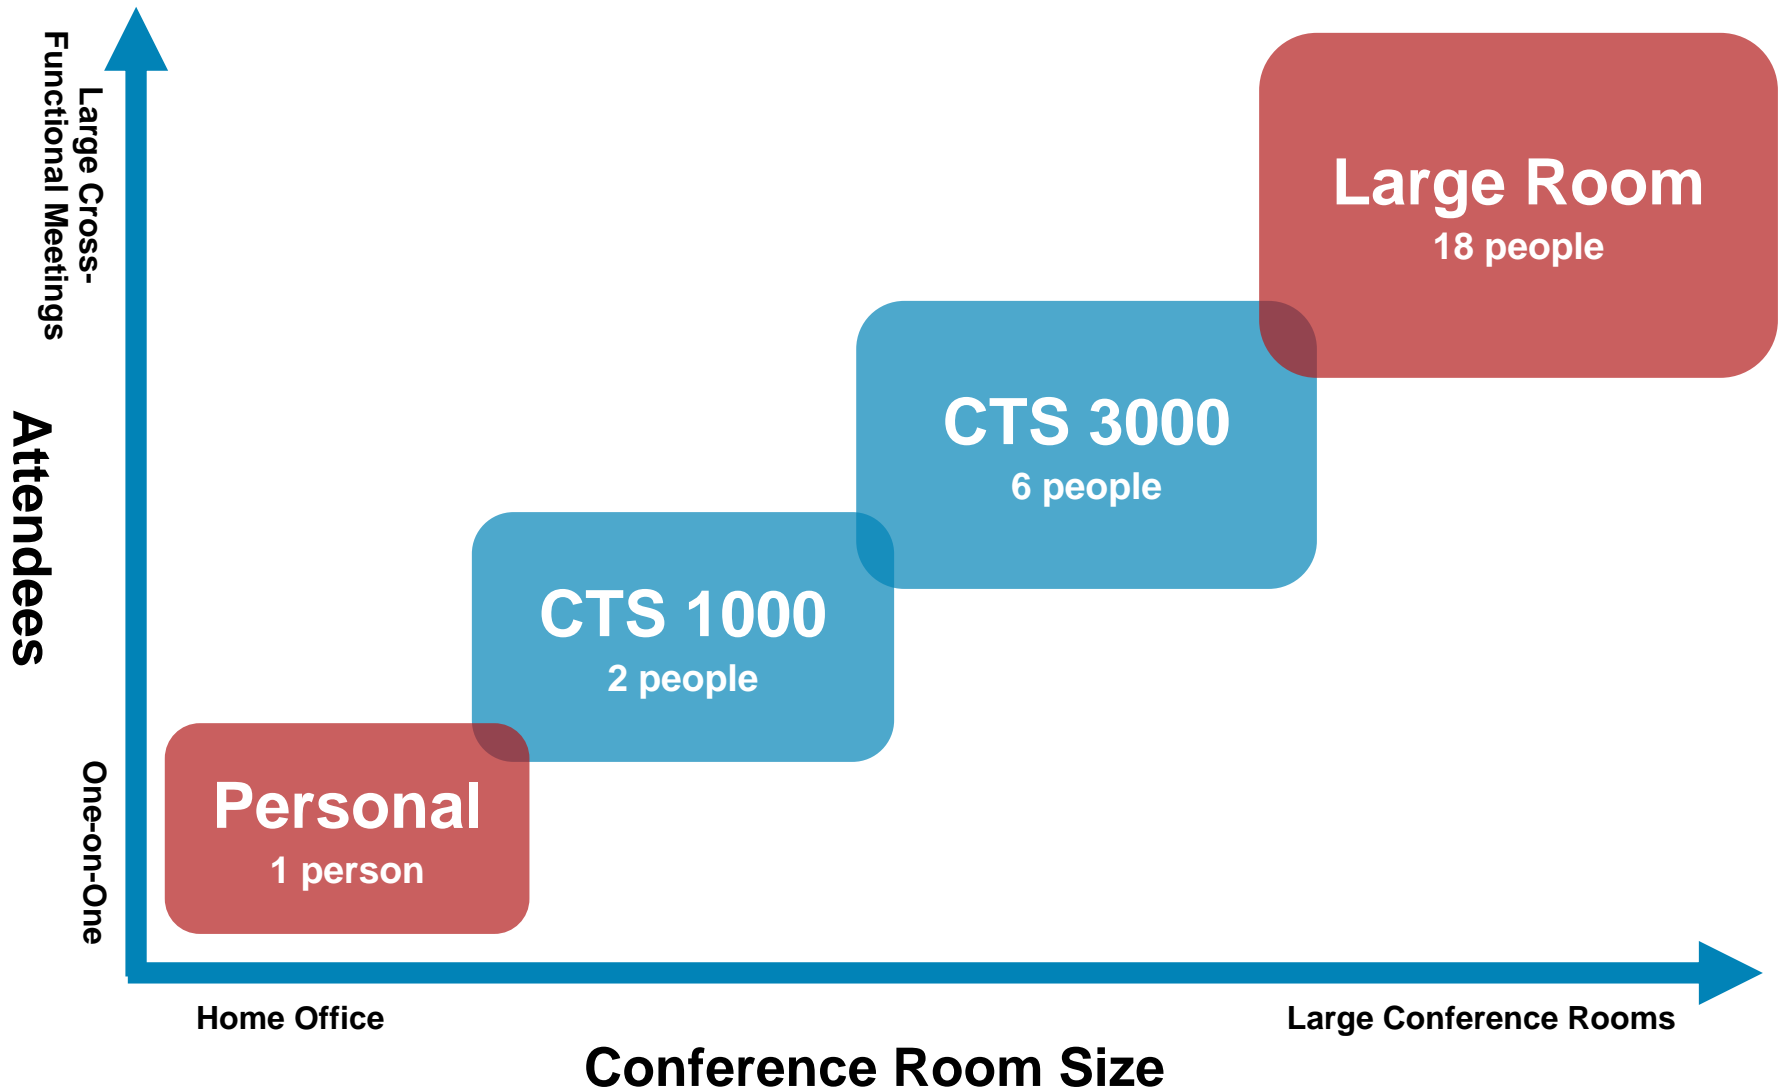 Large Cross-
Functional Meetings
Attendees
One-on-One
Large Room
18 people
CTS 3000
6 people
CTS 1000
2 people
Personal
1 person
Home Office
Large Conference Rooms
Conference Room Size